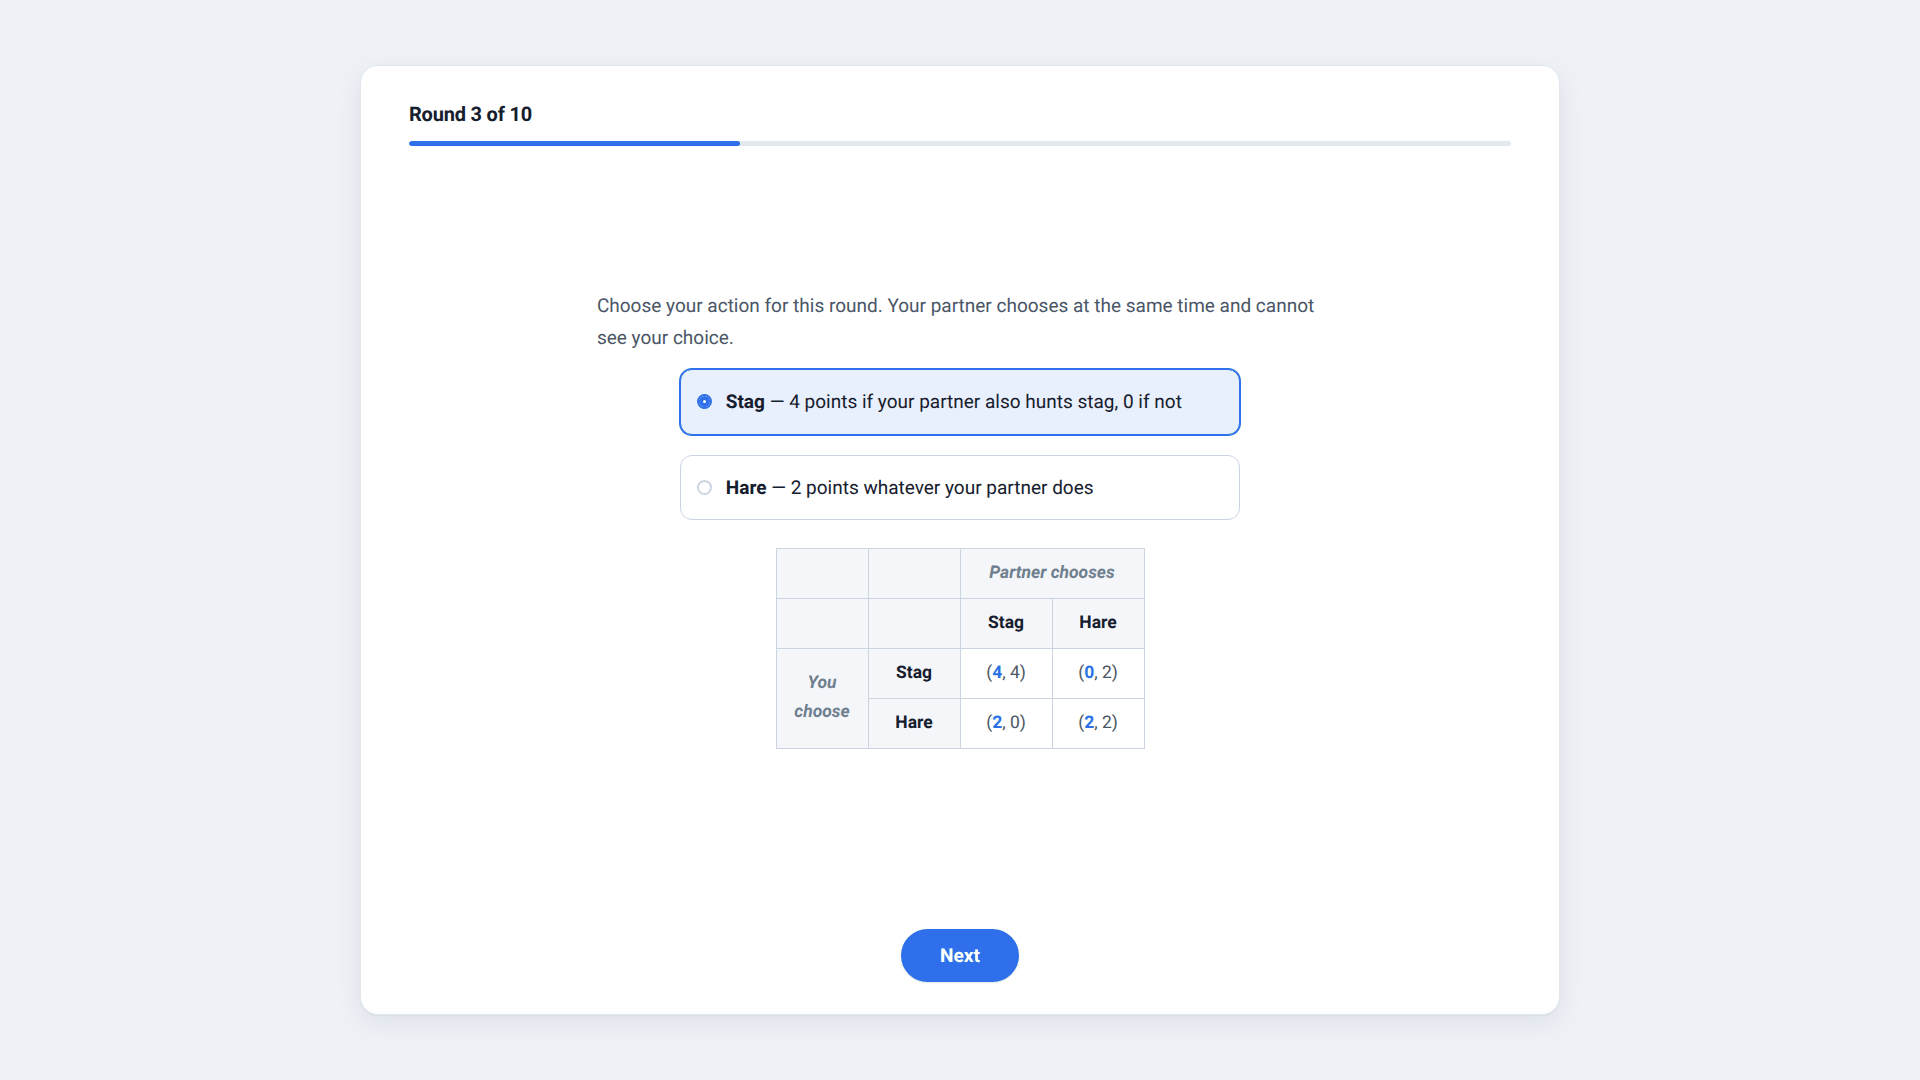 Round 3 of 10
Choose your action for this round. Your partner chooses at the same time and cannot
see your choice.
Stag — 4 points if your partner also hunts stag, 0 if not
Hare — 2 points whatever your partner does
Partner chooses
Stag Hare
You
choose
Stag (4, 4) (0, 2)
Hare (2, 0) (2, 2)
Next